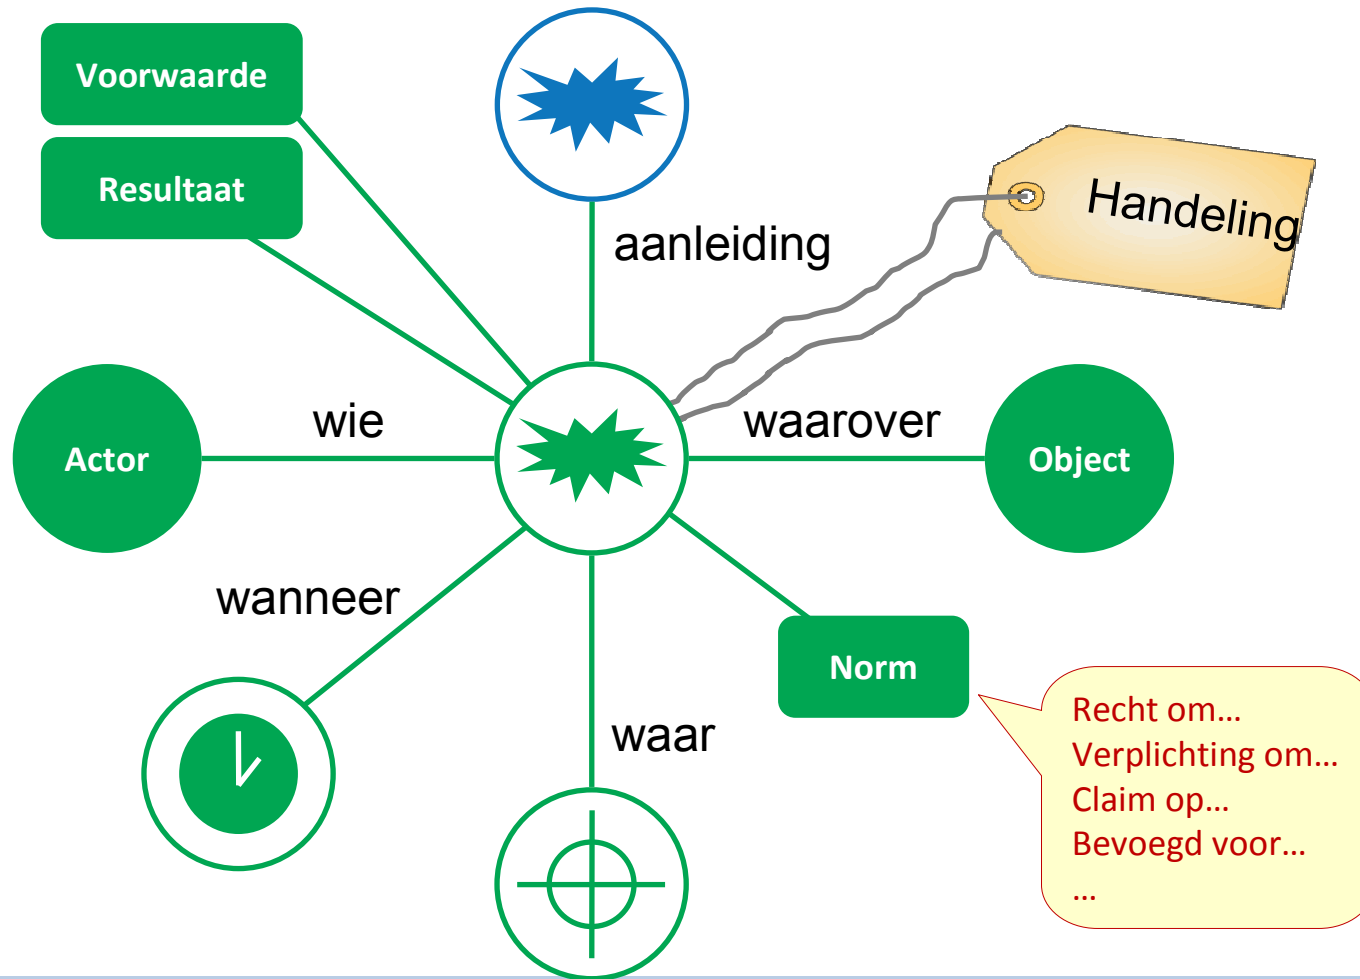 Voorwaarde
Resultaat
aanleiding
Handeling
wie
waarover
Actor
Object
wanneer
Norm
waar
Recht om…
Verplichting om…
Claim op…
Bevoegd voor…
…